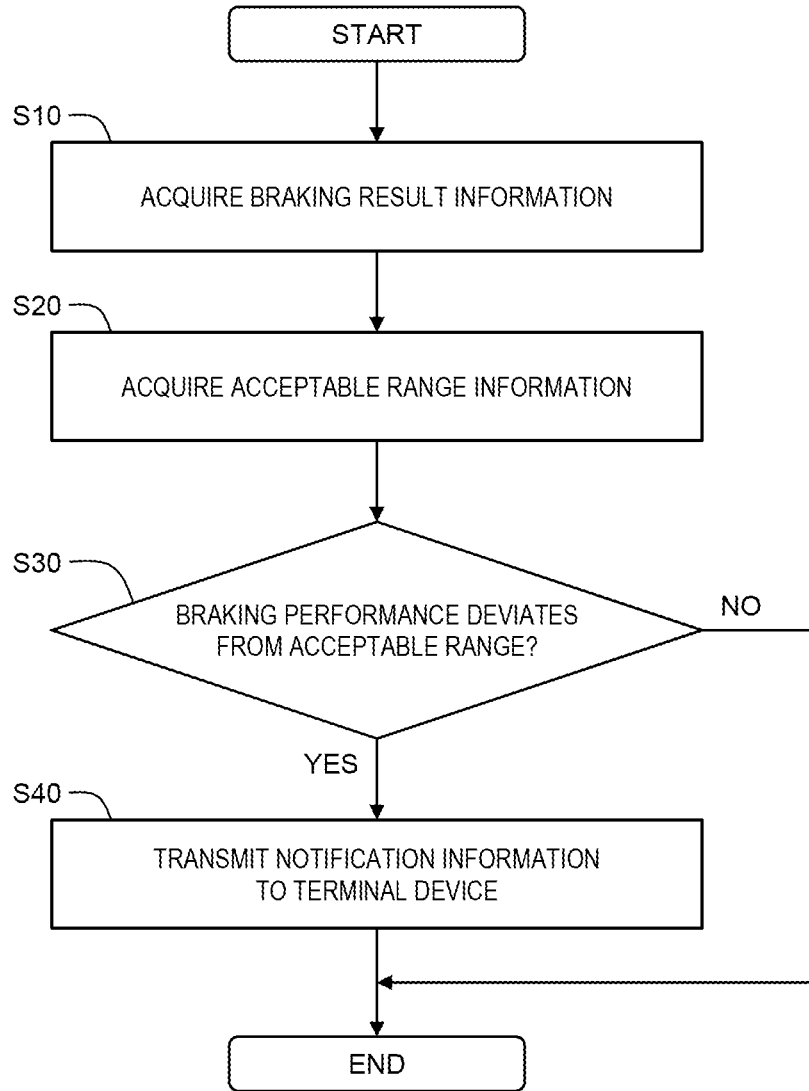 START
S10
ACQUIRE BRAKING RESULT INFORMATION
S20
ACQUIRE ACCEPTABLE RANGE INFORMATION
S30
BRAKING PERFORMANCE DEVIATES
FROM ACCEPTABLE RANGE?
NO
YES
S40
TRANSMIT NOTIFICATION INFORMATION
TO TERMINAL DEVICE
END